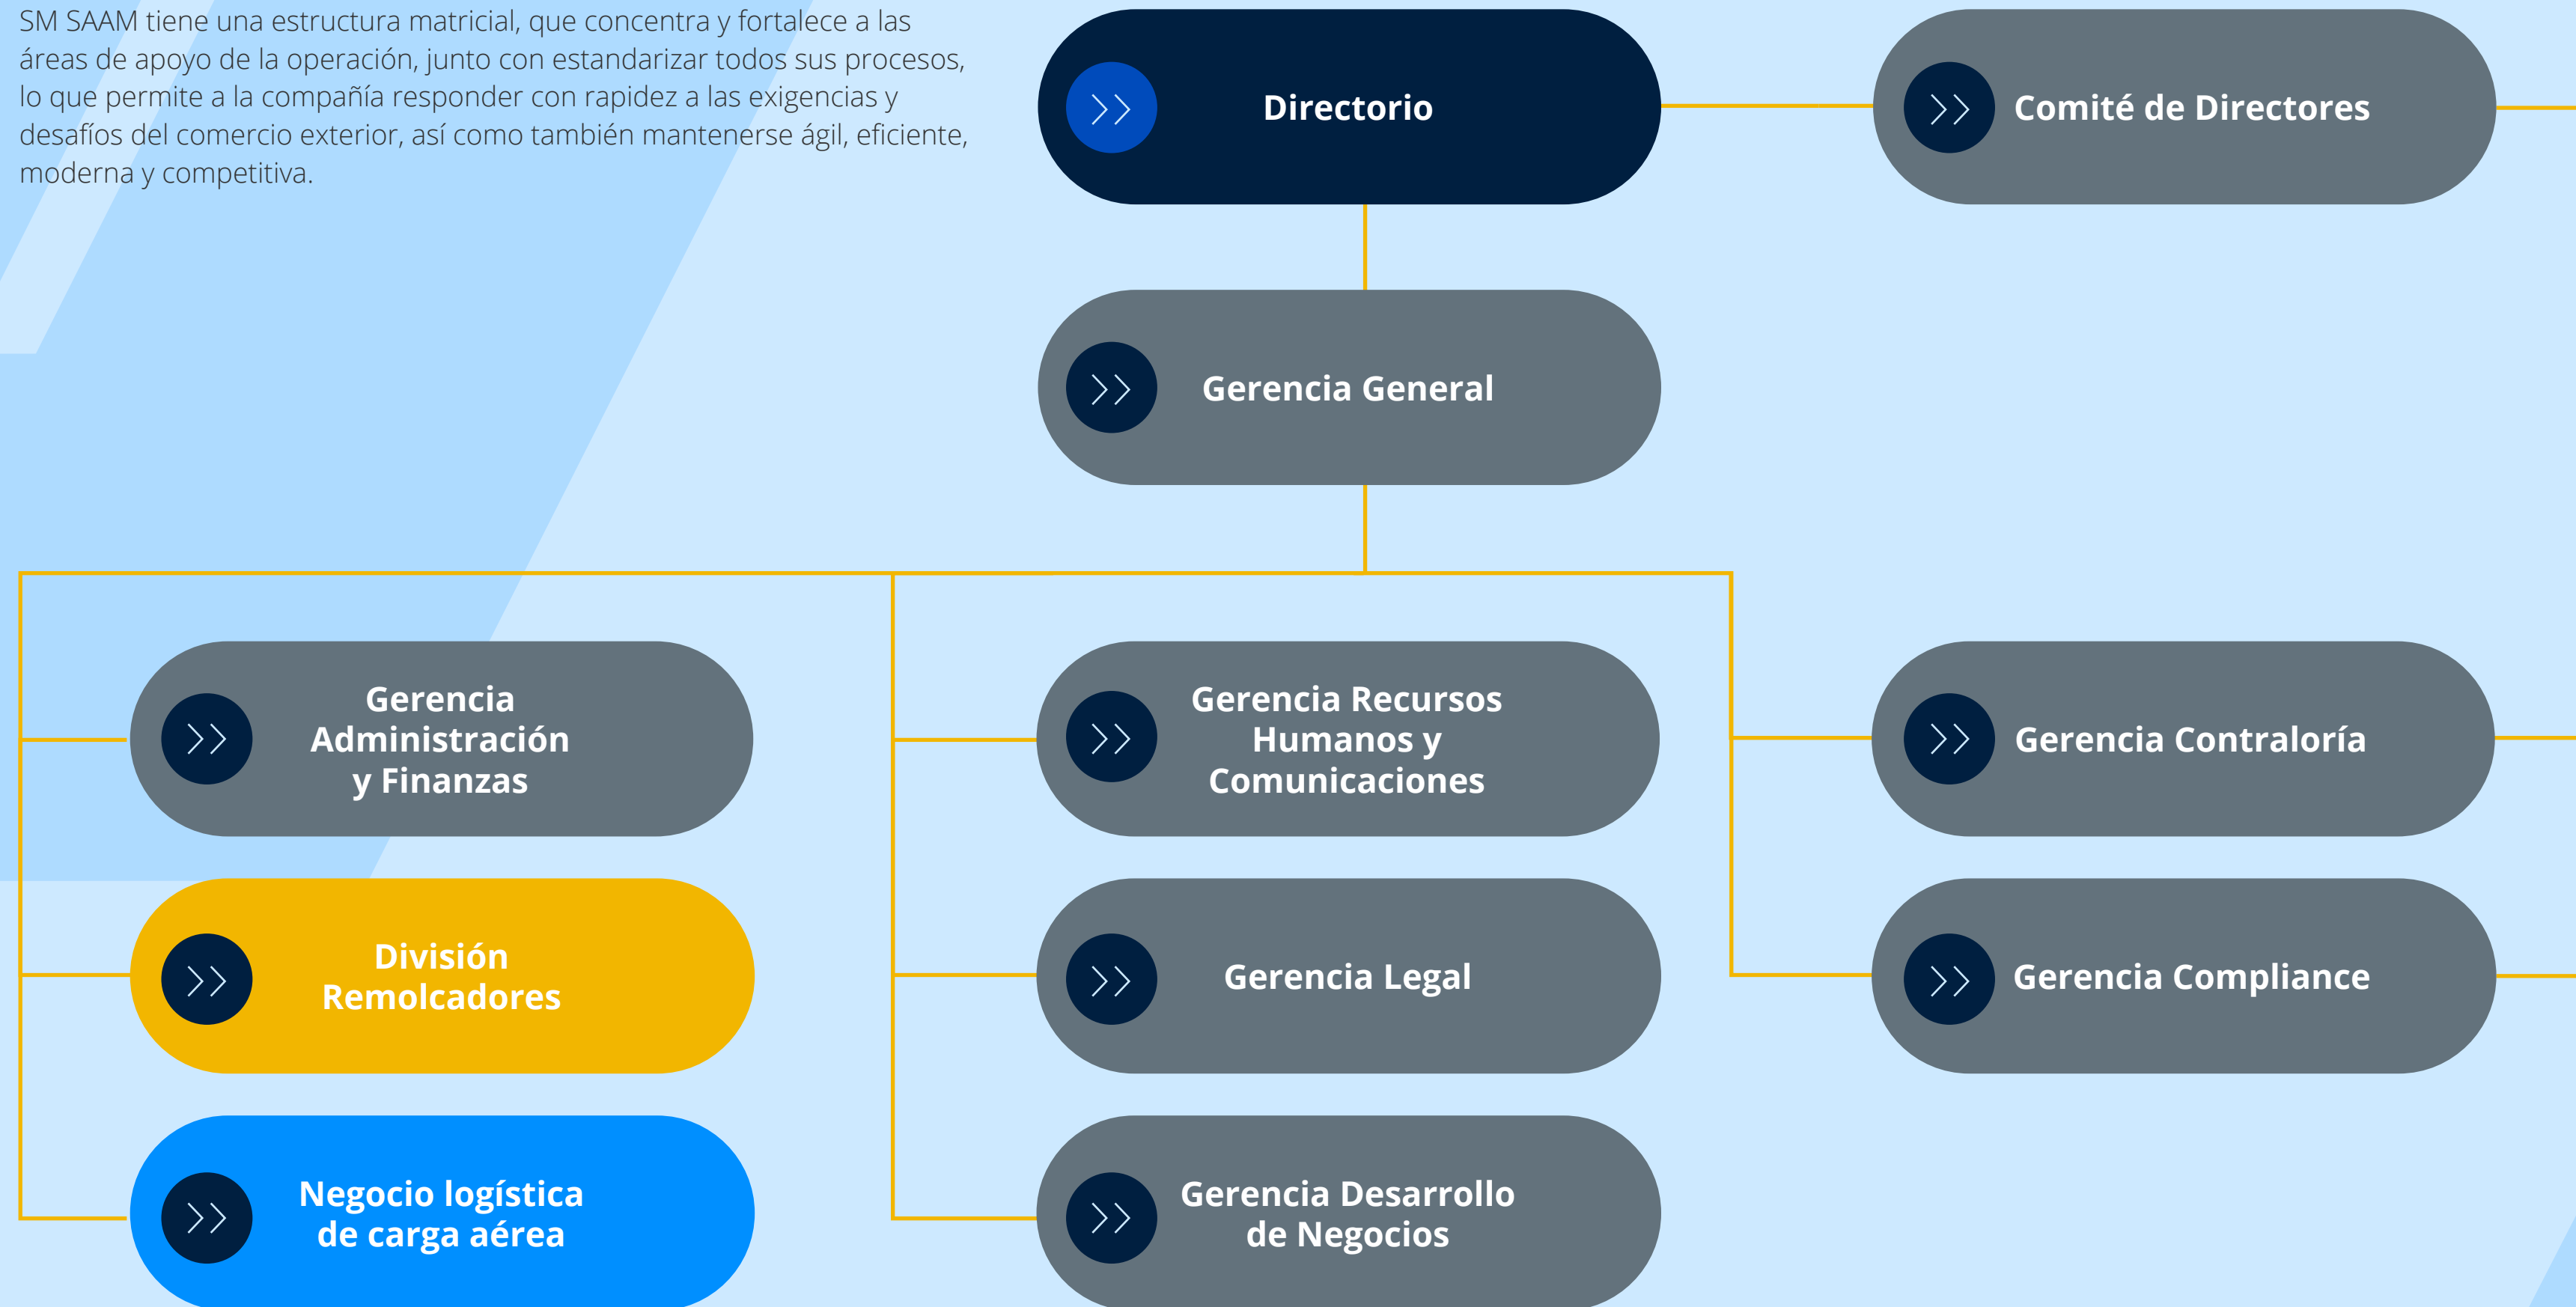 SM SAAM tiene una estructura matricial, que concentra y fortalece a las
áreas de apoyo de la operación, junto con estandarizar todos sus procesos,
lo que permite a la compañía responder con rapidez a las exigencias y
desafíos del comercio exterior, así como también mantenerse ágil, eficiente,
moderna y competitiva.
Directorio
Comité de Directores
Gerencia General
Gerencia
Administración
y Finanzas
Gerencia Recursos
Humanos y
Comunicaciones
Gerencia Contraloría
División
Remolcadores
Gerencia Legal
Gerencia Compliance
Negocio logística
de carga aérea
Gerencia Desarrollo
de Negocios